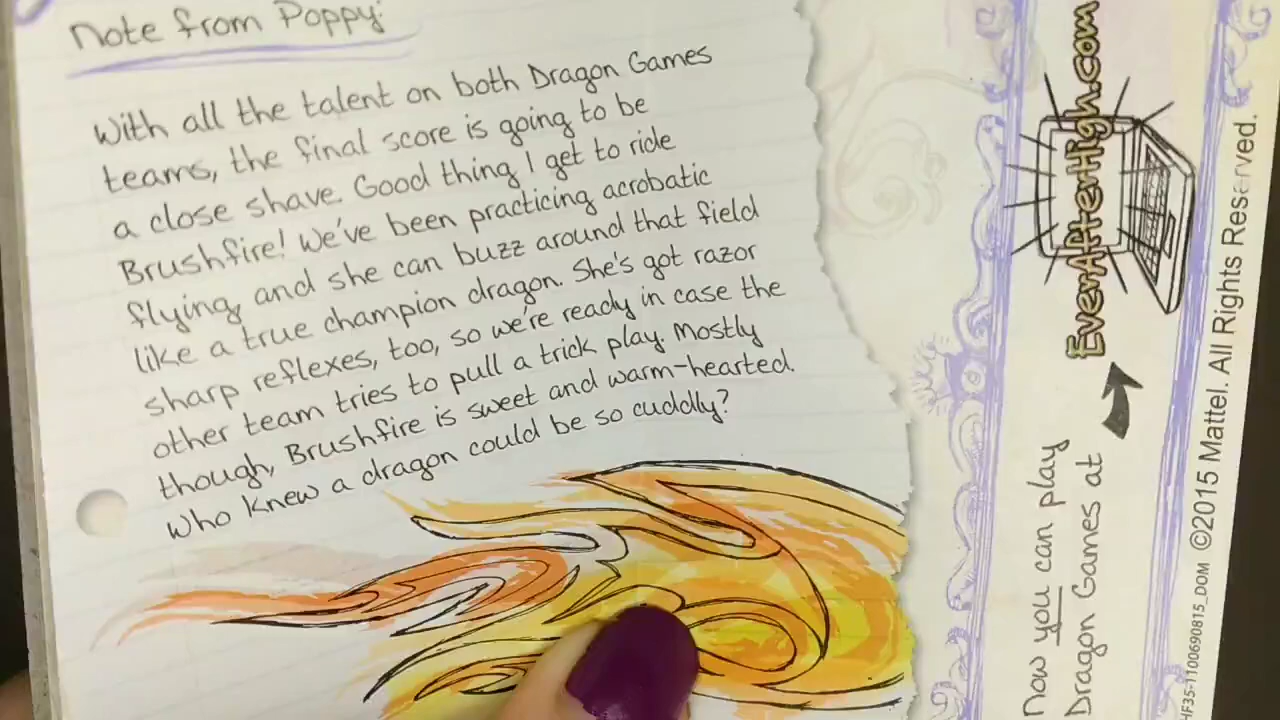 Note from Poppy:
With all the talent on both Dragon Games
teams, the final score is going to be
a close shave. Good thing I get to ride
Brushfire! We've been practicing acrobatic
flying, and she can buzz around that field
like a true champion dragon. She's got razor
sharp reflexes, too, so we're ready in case the
other team tries to pull a trick play. Mostly
though, Brushfire is sweet and warm-hearted.
Who knew a dragon could be so cuddly?
Now you can play
Dragon Games at
EverAfterHigh.com
©2015 Mattel. All Rights Reserved.